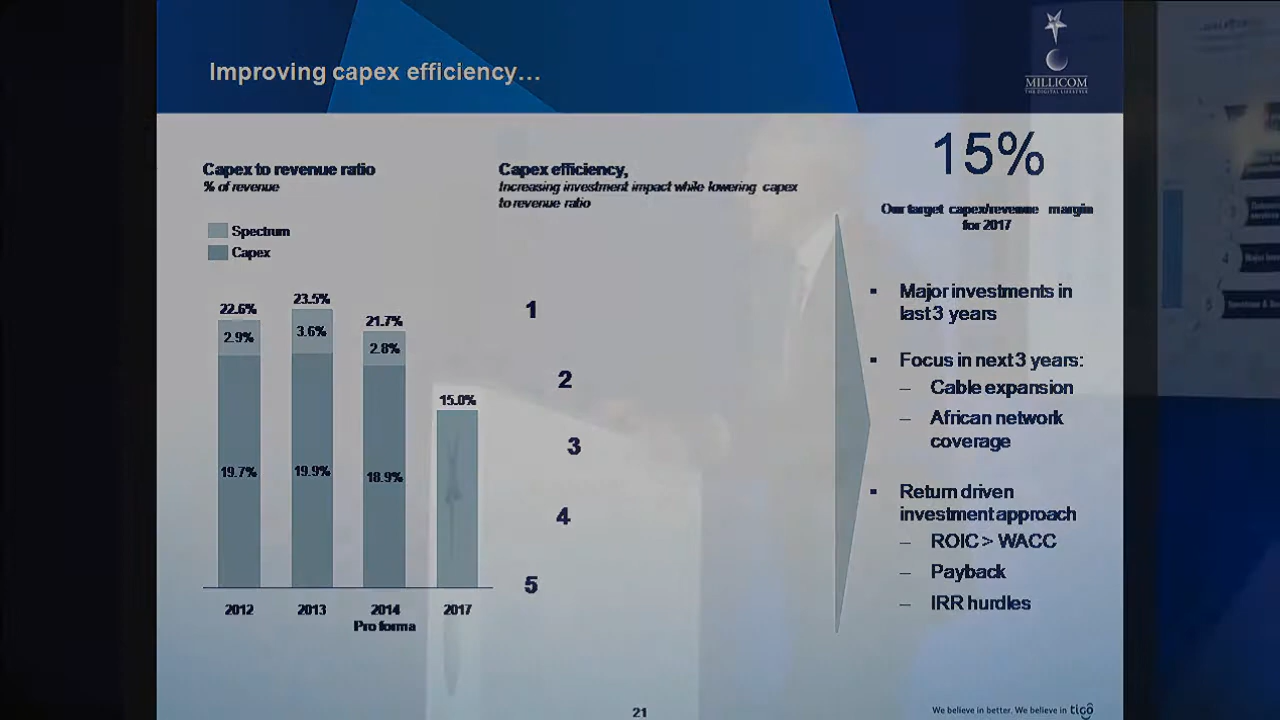 Improving capex efficiency...
MILLICOM
THE DIGITAL LIFESTYLE
Capex to revenue ratio
% of revenue
Spectrum
Capex
22.6%
23.5%
21.7%
15.0%
2.9%
3.6%
2.8%
19.7%
19.9%
18.9%
2012
2013
2014
2017
Pro forma
Capex efficiency,
Increasing investment impact while lowering capex
to revenue ratio
1
2
3
4
5
15%
Our target capex/revenue margin
for 2017
▪ Major investments in
last 3 years
▪ Focus in next 3 years:
– Cable expansion
– African network
coverage
▪ Return driven
investment approach
– ROIC > WACC
– Payback
– IRR hurdles
21
We believe in better. We believe in tigo